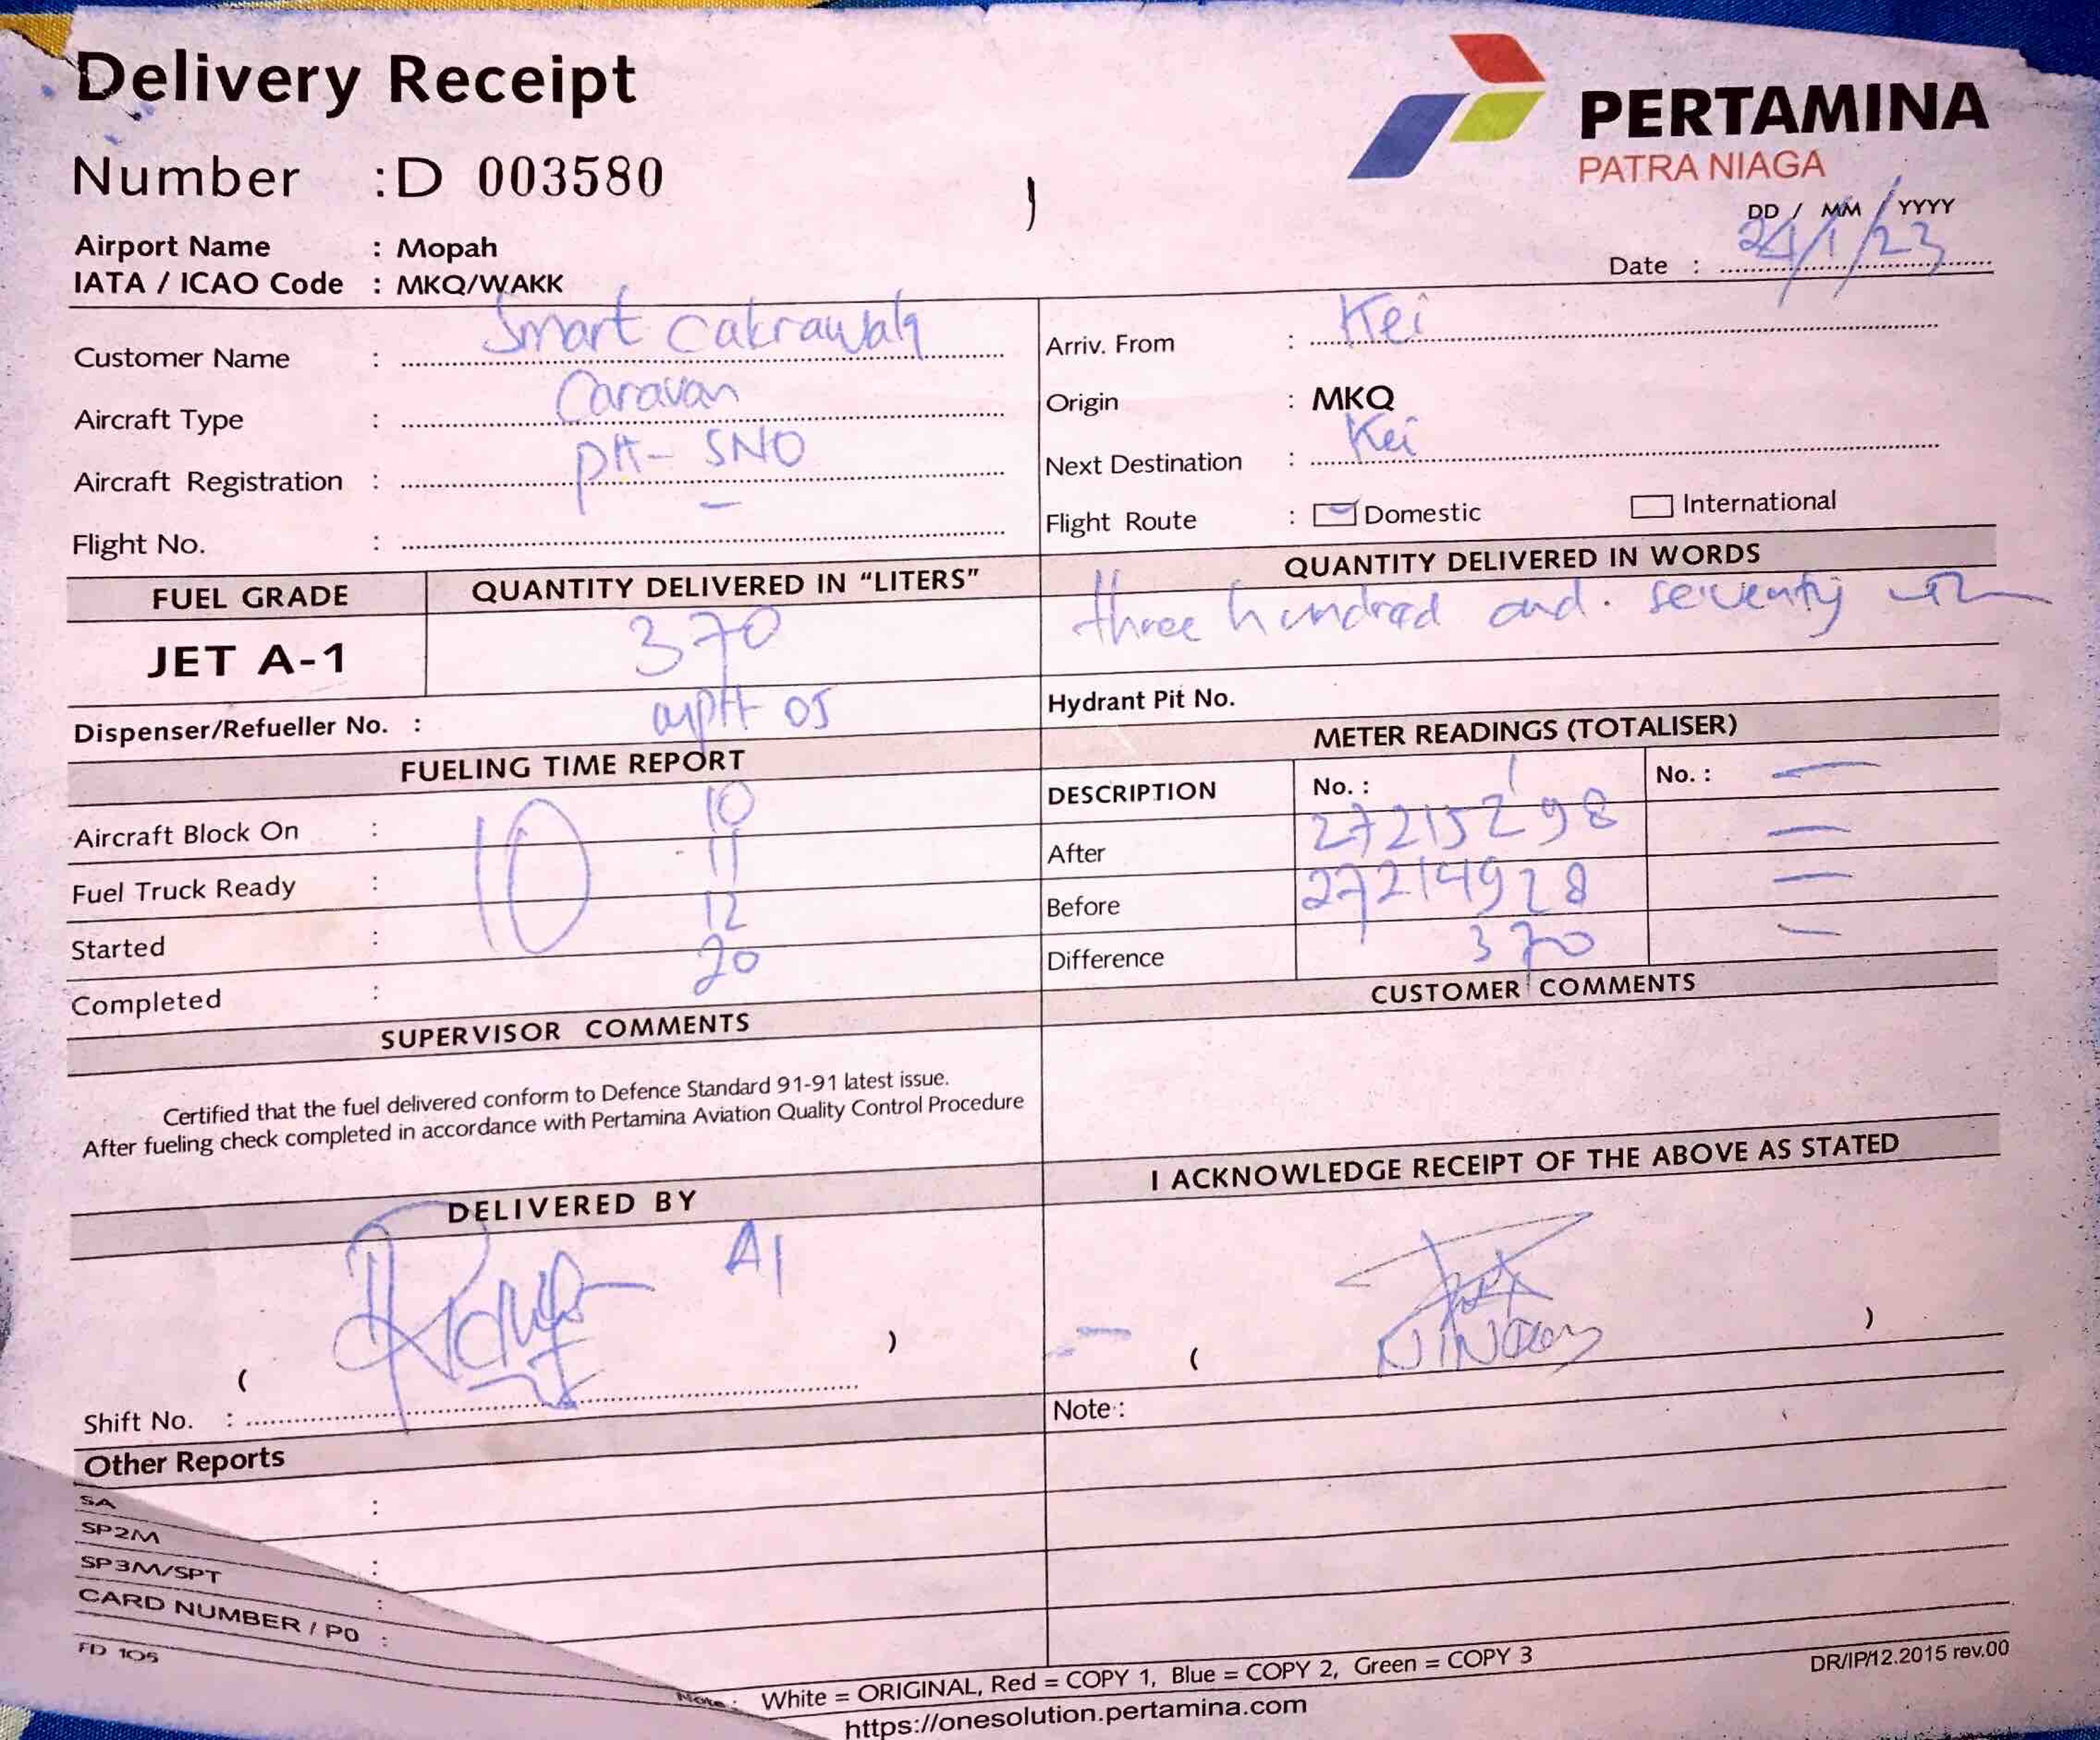 Delivery Receipt
PERTAMINA
PATRA NIAGA
Number : D 003580
DD / MM / YYYY
Date : 24/1/23
Airport Name : Mopah
IATA / ICAO Code : MKQ/WAKK
Customer Name : Smart Cakrawala
Aircraft Type : Caravan
Aircraft Registration : PK- SNO
Flight No. : –
Arriv. From : Kei
Origin : MKQ
Next Destination : Kei
Flight Route : Domestic International
FUEL GRADE QUANTITY DELIVERED IN “LITERS”
JET A-1 370
QUANTITY DELIVERED IN WORDS
three hundred and. seventy
Dispenser/Refueller No. : 05
Hydrant Pit No.
FUELING TIME REPORT
Aircraft Block On : 10 10
Fuel Truck Ready : 11
Started : 12
Completed : 20
METER READINGS (TOTALISER)
DESCRIPTION No. : 1 No. : –
After 27215298 –
Before 27214928 –
Difference 370 –
SUPERVISOR COMMENTS
CUSTOMER COMMENTS
Certified that the fuel delivered conform to Defence Standard 91-91 latest issue.
After fueling check completed in accordance with Pertamina Aviation Quality Control Procedure
DELIVERED BY
A1
( )
Shift No. :
I ACKNOWLEDGE RECEIPT OF THE ABOVE AS STATED
( )
Note :
Other Reports
SA :
SP2M :
SP3M/SPT :
CARD NUMBER / PO :
FD 105
Note : White = ORIGINAL, Red = COPY 1, Blue = COPY 2, Green = COPY 3
https://onesolution.pertamina.com
DR/IP/12.2015 rev.00